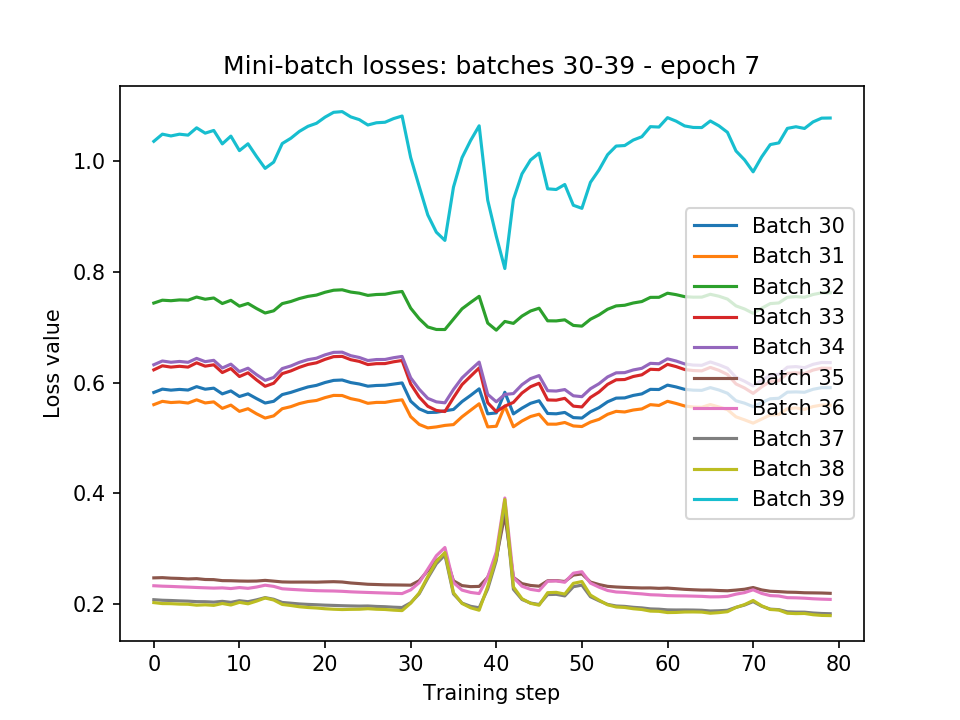 Mini-batch losses: batches 30-39 - epoch 7
Loss value
1.0
0.8
0.6
0.4
0.2
Batch 30
Batch 31
Batch 32
Batch 33
Batch 34
Batch 35
Batch 36
Batch 37
Batch 38
Batch 39
0 10 20 30 40 50 60 70 80
Training step